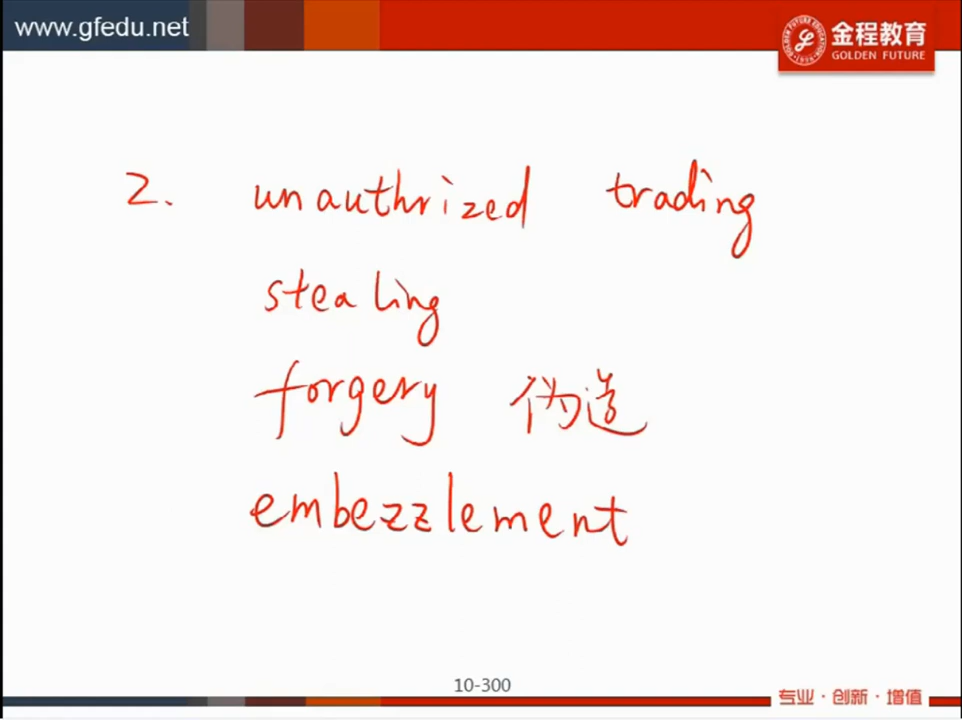 www.gfedu.net
金程教育
GOLDEN FUTURE
2. unauthrized trading
stealing
forgery 伪造
embezzlement
10-300
专业·创新·增值